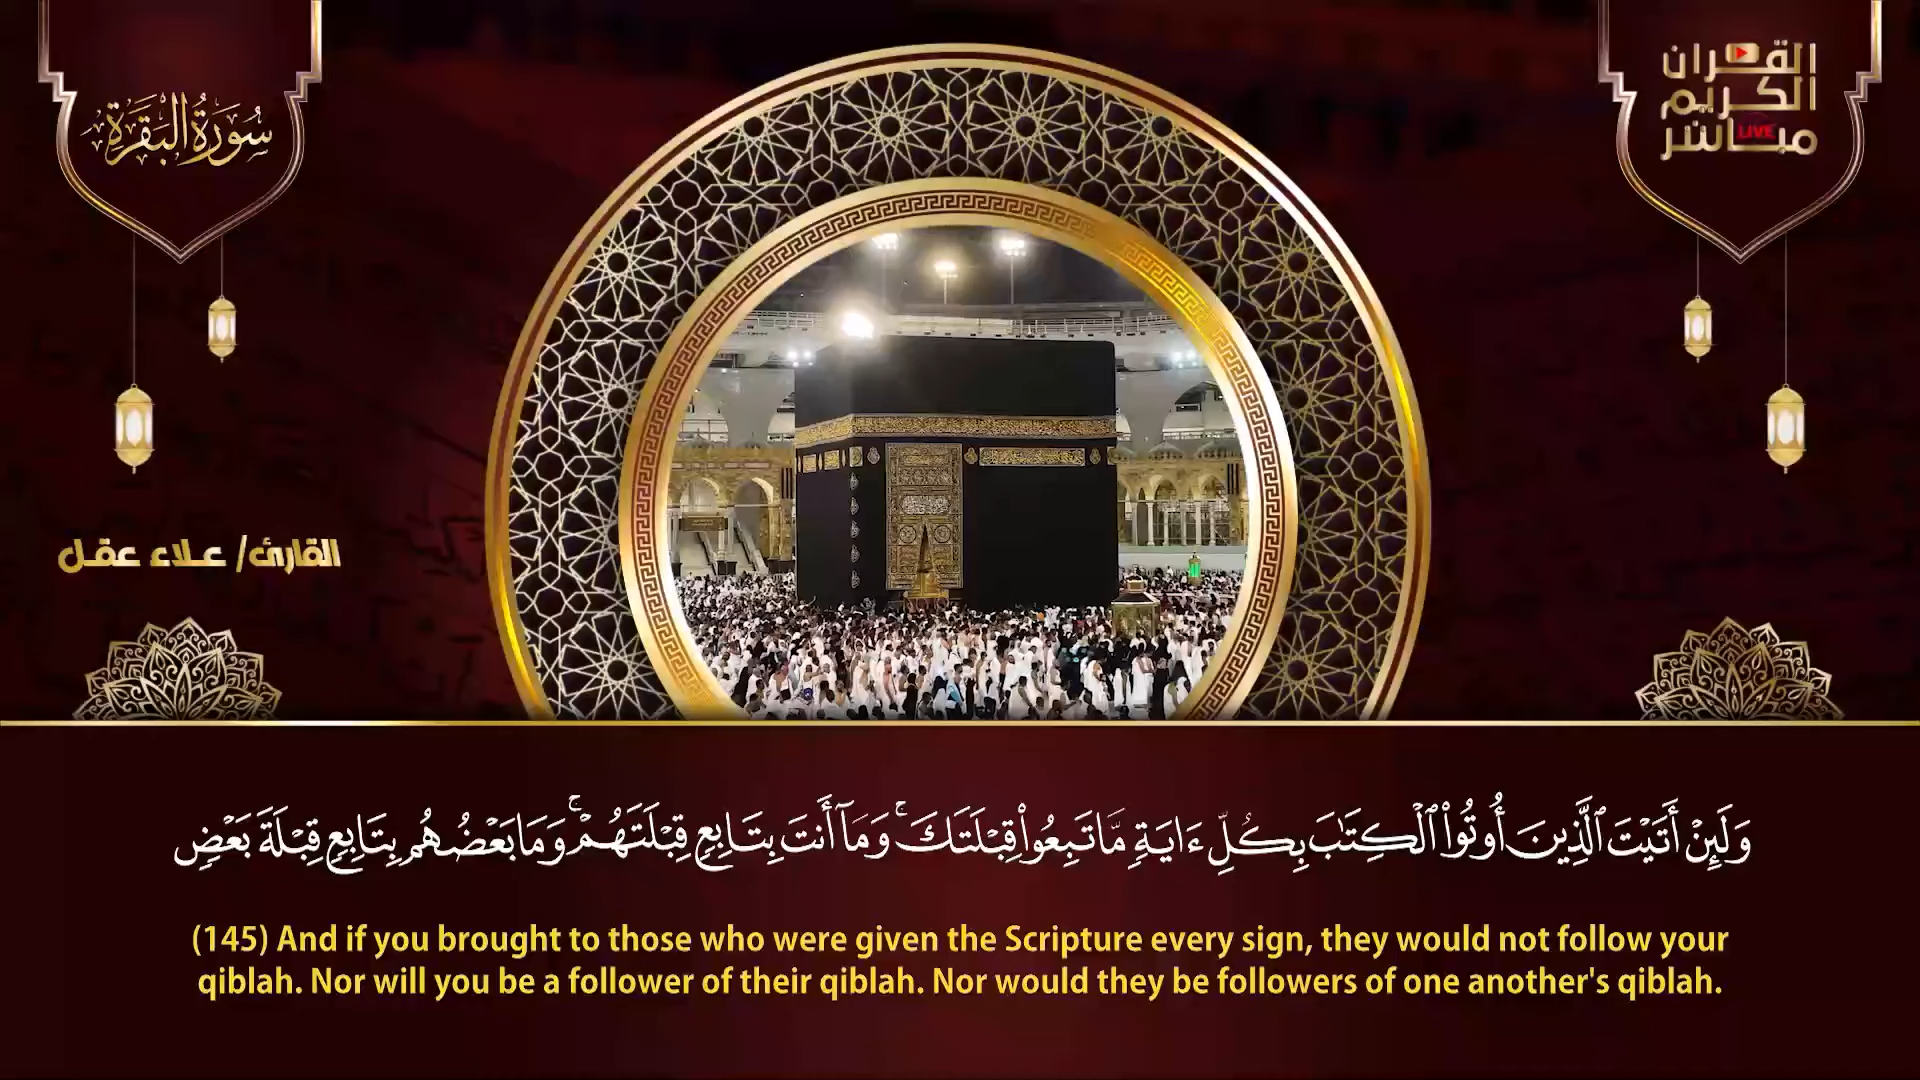 سُورَةُ البَقَرَةِ
القران
الكريم
مباشر
LIVE
القارئ/ علاء عقل
وَلَئِنْ أَتَيْتَ ٱلَّذِينَ أُوتُوا۟ ٱلْكِتَٰبَ بِكُلِّ ءَايَةٍ مَّا تَبِعُوا۟ قِبْلَتَكَ ۚ وَمَآ أَنتَ بِتَابِعٍ قِبْلَتَهُمْ ۚ وَمَا بَعْضُهُم بِتَابِعٍ قِبْلَةَ بَعْضٍ
(145) And if you brought to those who were given the Scripture every sign, they would not follow your
qiblah. Nor will you be a follower of their qiblah. Nor would they be followers of one another's qiblah.